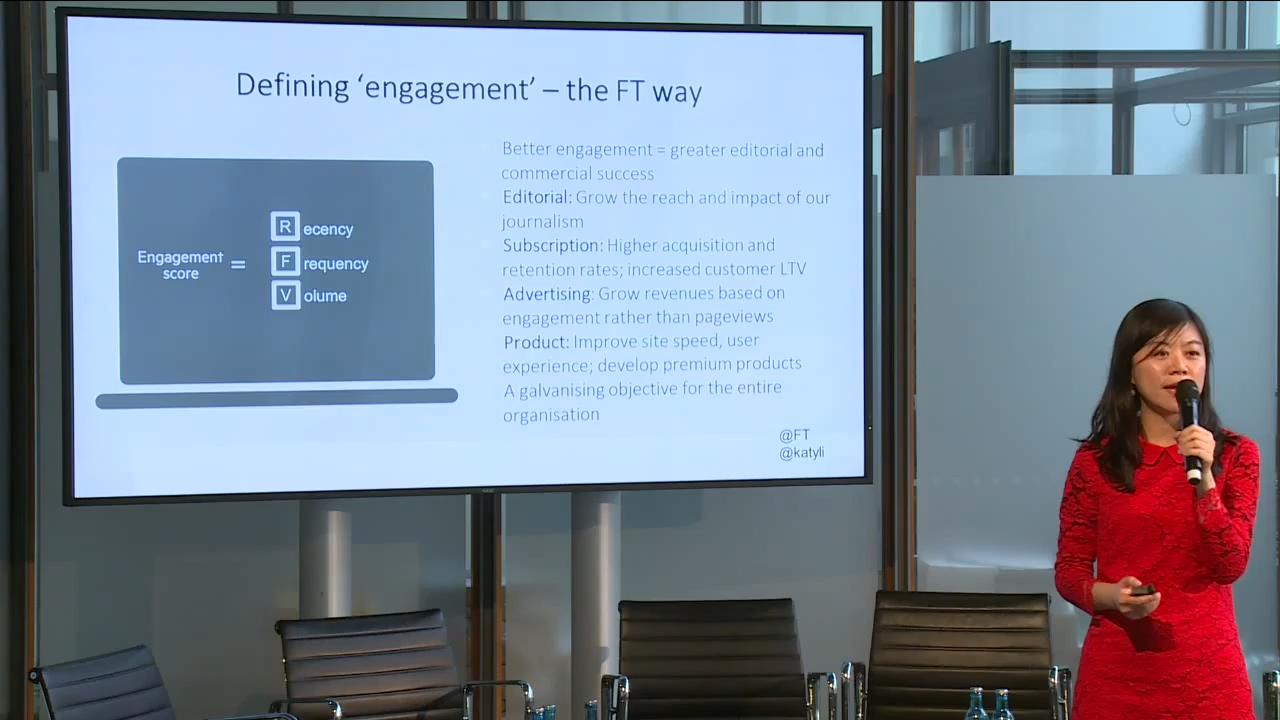 Defining ‘engagement’ – the FT way
Engagement
score
=
R ecency
F requency
V olume
Better engagement = greater editorial and
commercial success
Editorial: Grow the reach and impact of our
journalism
Subscription: Higher acquisition and
retention rates; increased customer LTV
Advertising: Grow revenues based on
engagement rather than pageviews
Product: Improve site speed, user
experience; develop premium products
A galvanising objective for the entire
organisation
@FT
@katyli